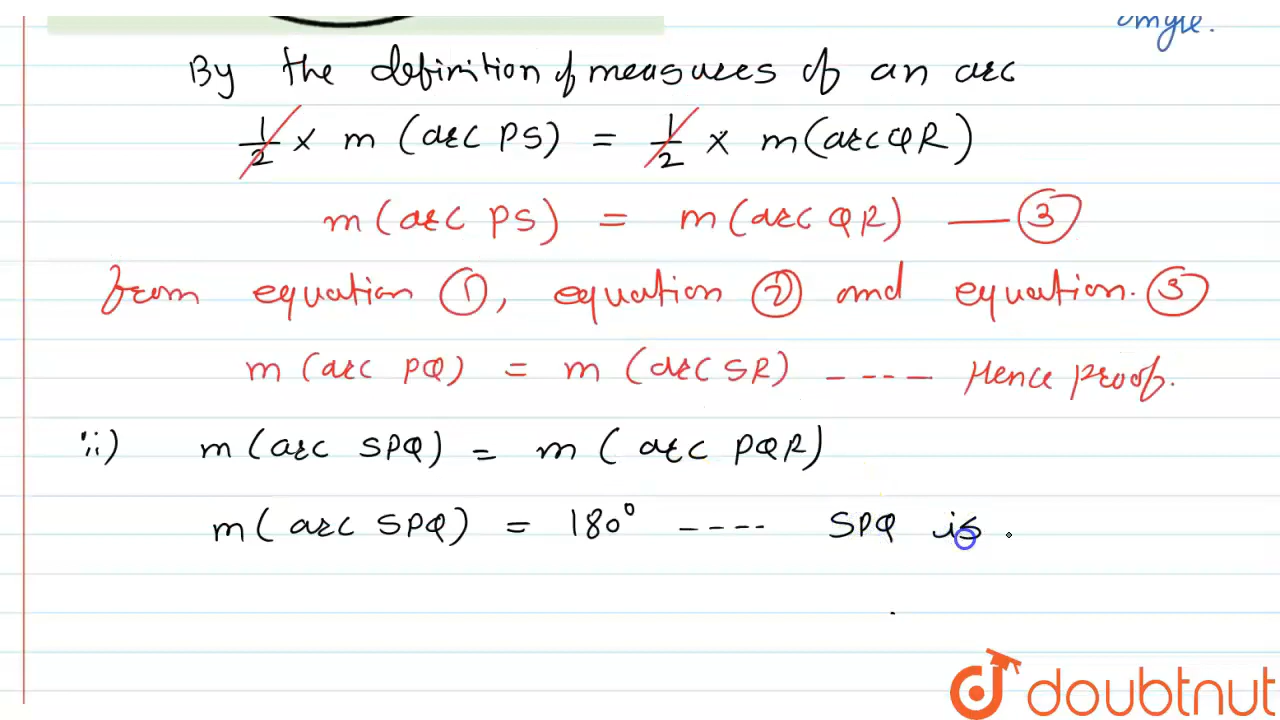 angle.
By the definition of measures of an arc
1/2 × m (arc PS) = 1/2 × m(arc QR)
m (arc PS) = m (arc QR) — 3
from equation 1, equation 2 and equation. 3
m (arc PQ) = m (arc SR) ---- Hence proof.
ii) m (arc SPQ) = m (arc PQR)
m (arc SPQ) = 180° ---- SPQ is
doubtnut